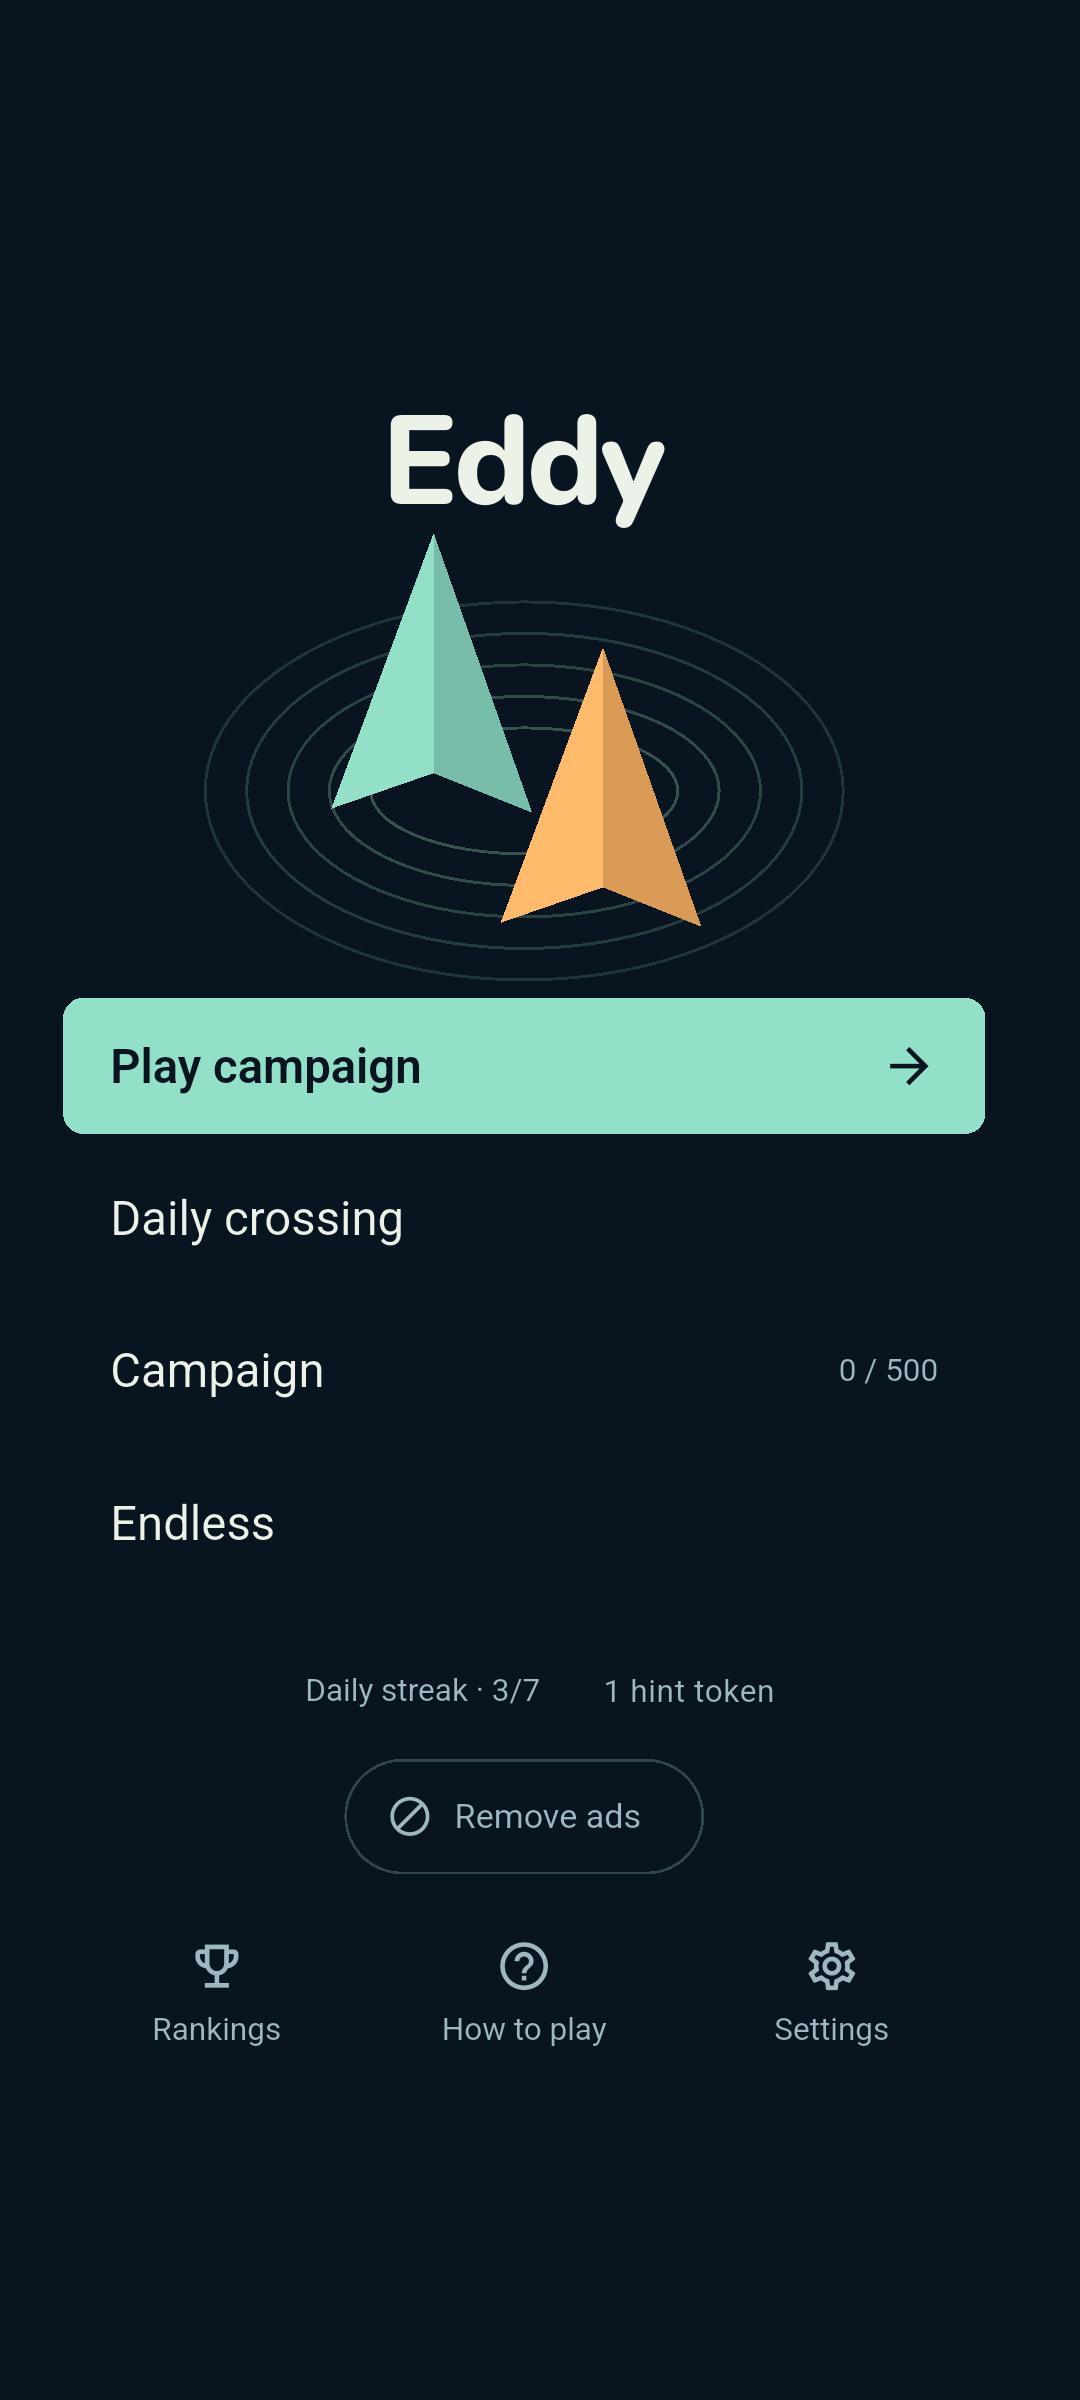 Eddy
Play campaign
Daily crossing
Campaign 0 / 500
Endless
Daily streak · 3/7 1 hint token
Remove ads
Rankings How to play Settings